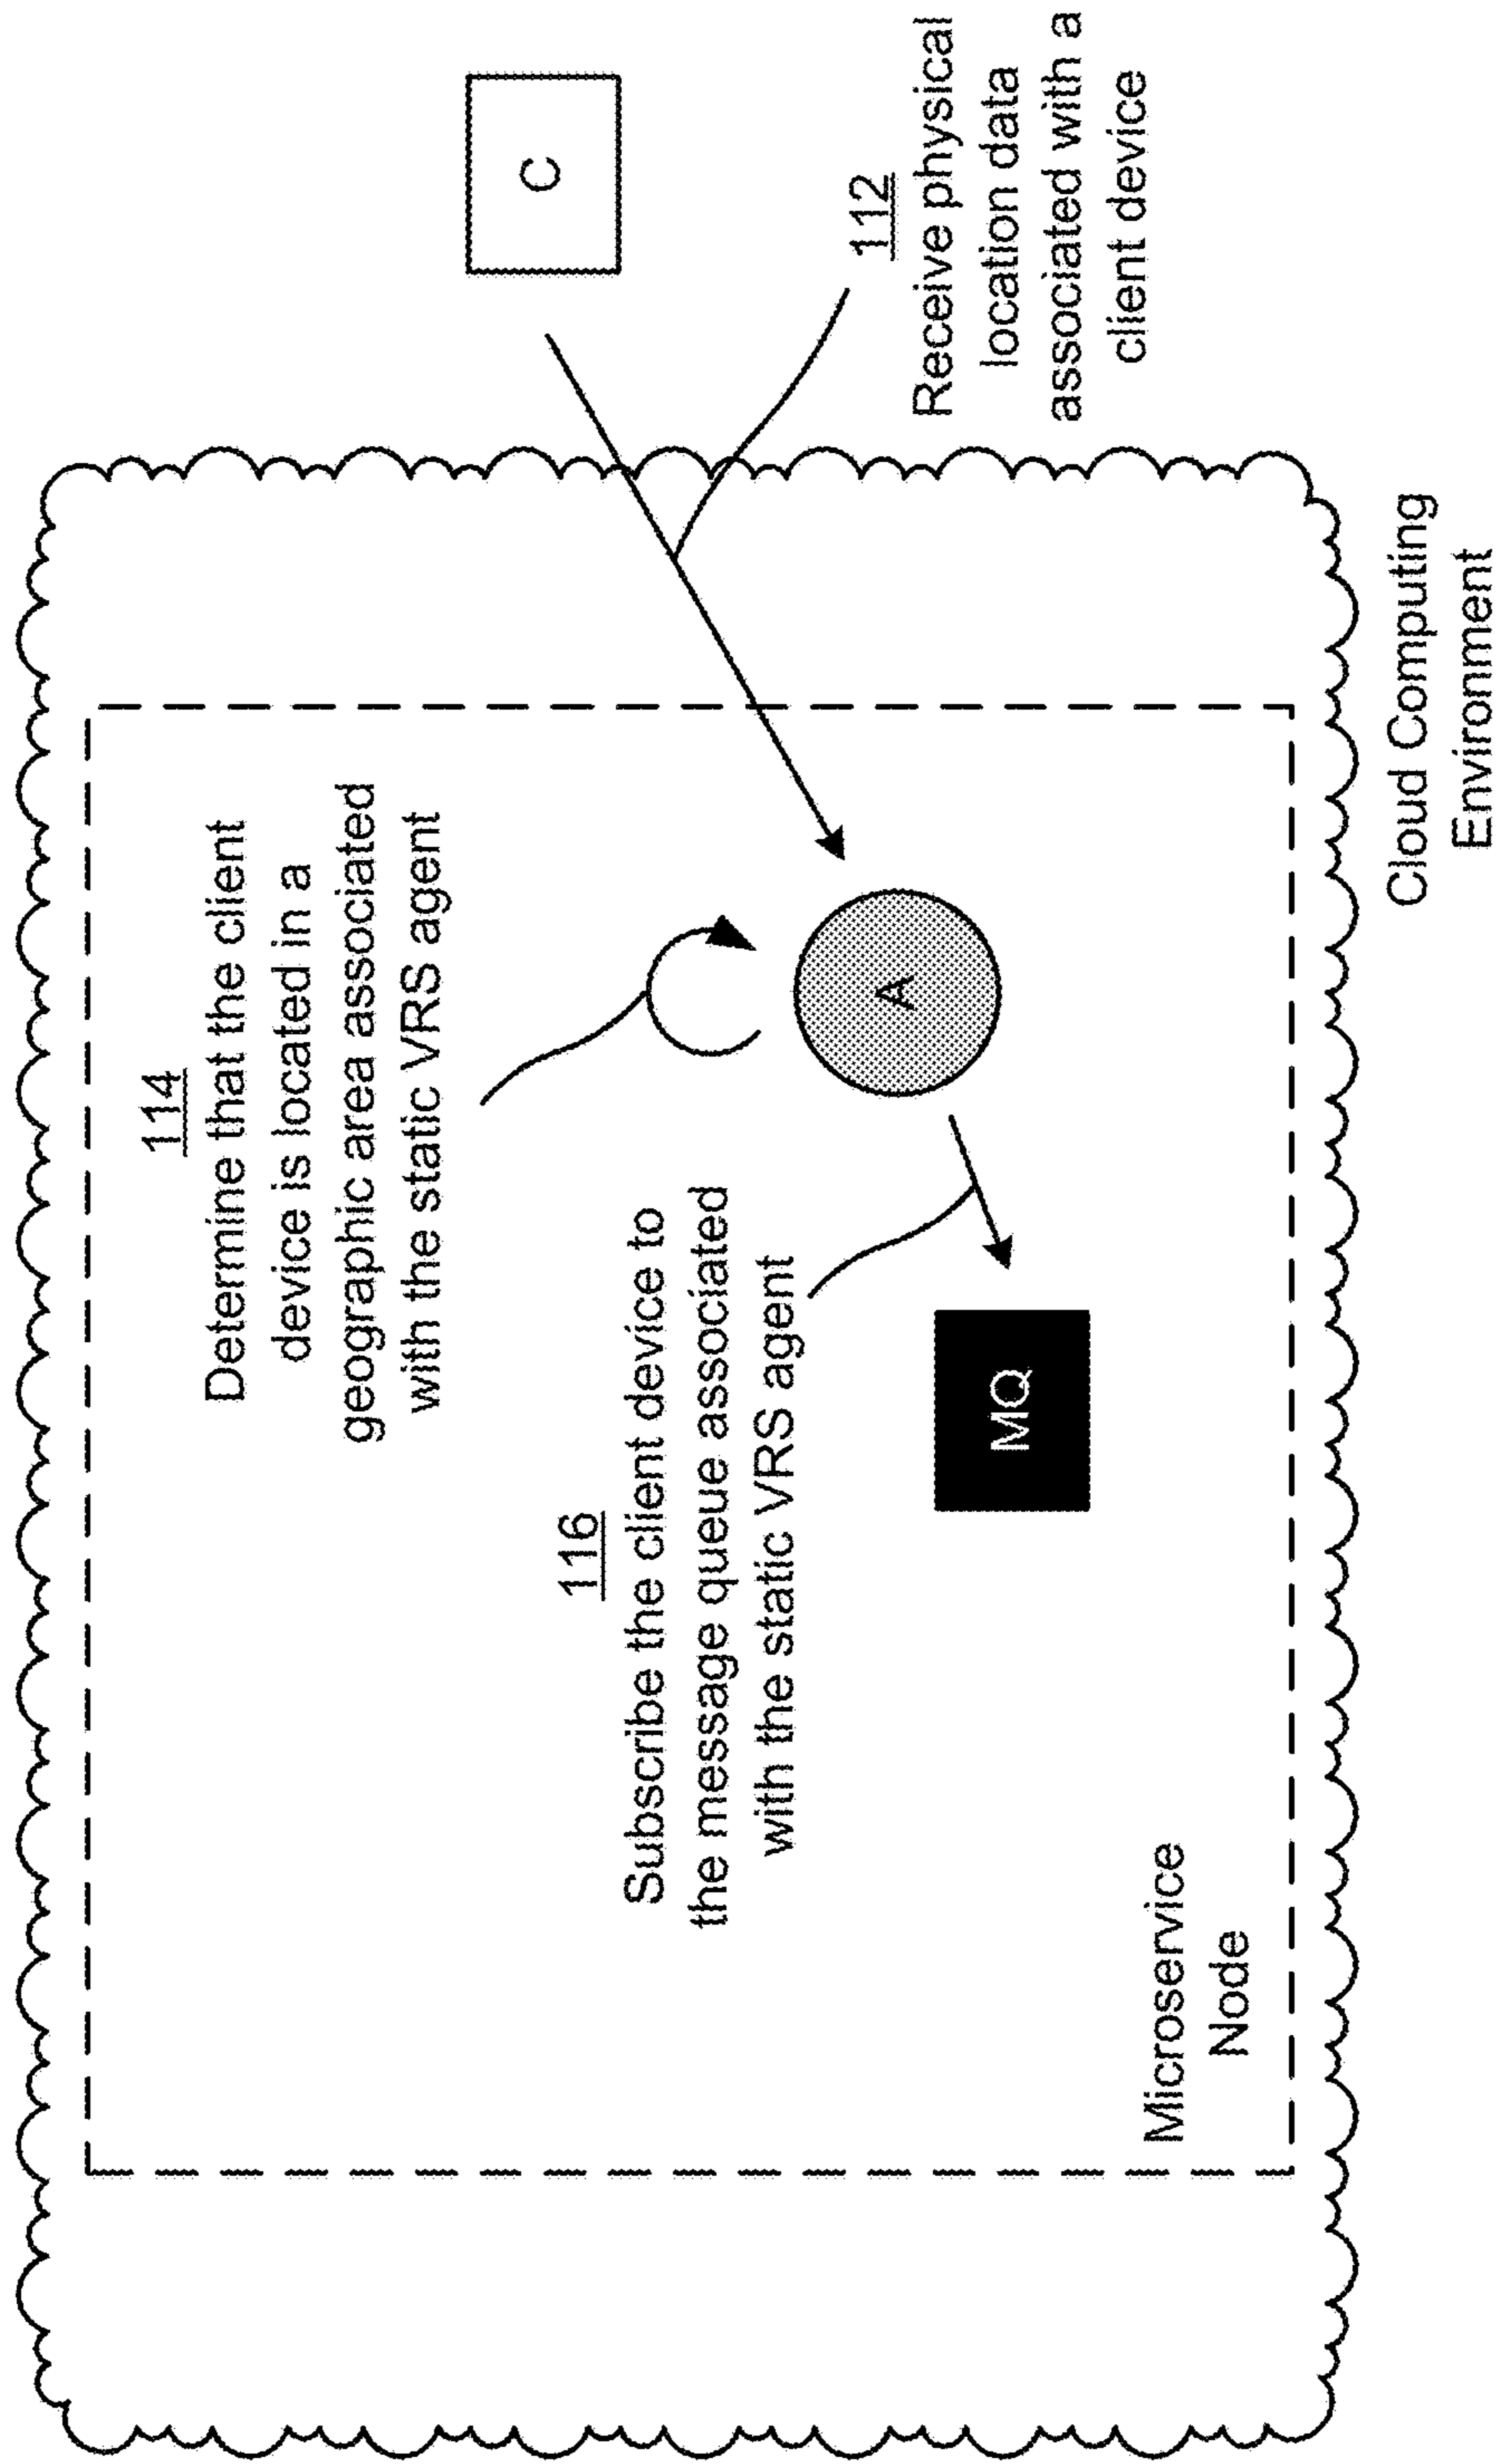 114
Determine that the client
device is located in a
geographic area associated
with the static VRS agent
116
Subscribe the client device to
the message queue associated
with the static VRS agent
MQ
A
C
112
Receive physical
location data
associated with a
client device
Microservice
Node
Cloud Computing
Environment